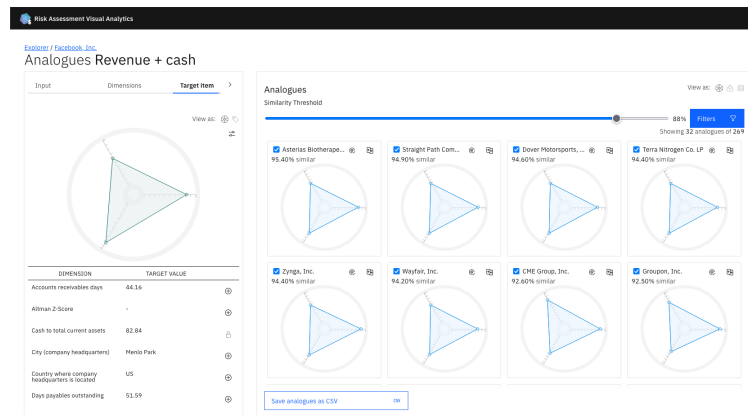 Risk Assessment Visual Analytics
Explorer / Facebook, Inc.
Analogues Revenue + cash
Input Dimensions Target Item
View as:
DIMENSION TARGET VALUE
Accounts receivables days 44.16
Altman Z-Score -
Cash to total current assets 82.84
City (company headquarters) Menlo Park
Country where company US
headquarters is located
Days payables outstanding 51.59
Analogues
View as:
Similarity Threshold
88% Filters
Showing 32 analogues of 269
Asterias Biotherape... Straight Path Com... Dover Motorsports, ... Terra Nitrogen Co. LP
95.40% similar 94.90% similar 94.60% similar 94.40% similar
Zynga, Inc. Wayfair, Inc. CME Group, Inc. Groupon, Inc.
94.40% similar 94.20% similar 92.60% similar 92.50% similar
Save analogues as CSV